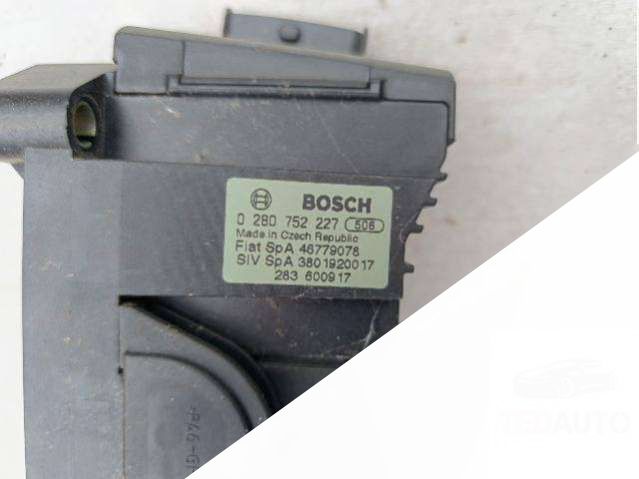 BOSCH
0 280 752 227 506
Made in Czech Republic
Fiat SpA 46779078
SIV SpA 3801920017
283 600917
TEDAUTO